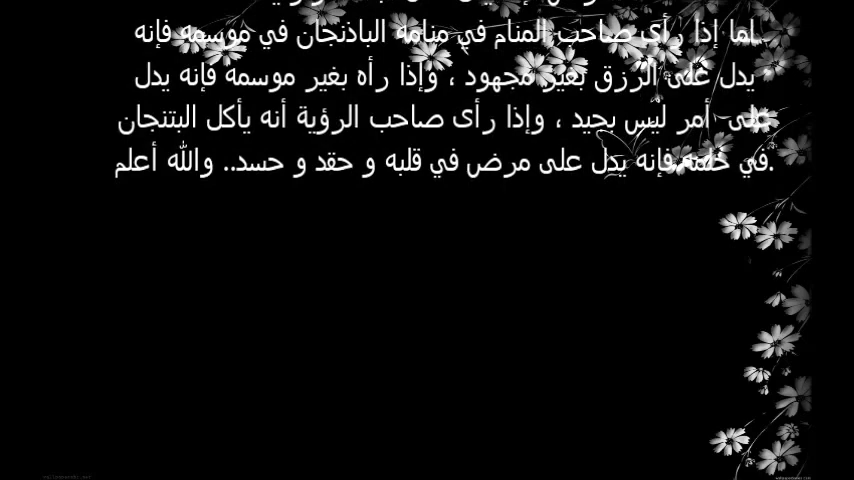 اما إذا رأى صاحب المنام في منامه الباذنجان في موسمه فإنه
يدل على الرزق بغير مجهود ، وإذا رأه بغير موسمه فإنه يدل
على أمر ليس بجيد ، وإذا رأى صاحب الرؤية أنه يأكل البتنجان
في حلمه فإنه يدل على مرض في قلبه و حقد و حسد.. والله أعلم.